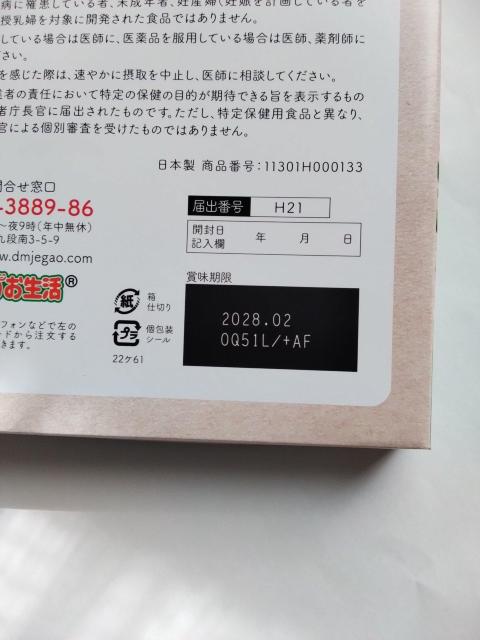 病に罹患している者、未成年者、妊産婦(妊娠を計画している者を
授乳婦を対象に開発された食品ではありません。
している場合は医師に、医薬品を服用している場合は医師、薬剤師に
ださい。
を感じた際は、速やかに摂取を中止し、医師に相談してください。
業者の責任において特定の保健の目的が期待できる旨を表示するもの
者庁長官に届出されたものです。ただし、特定保健用食品と異なり、
官による個別審査を受けたものではありません。
日本製 商品番号:11301H000133
問合せ窓口
-3889-86
～夜9時(年中無休)
九段南3-5-9
w.dmjegao.com
お生活®
フォンなどで左の
ードから注文する
きます。
届出番号 H21
開封日
記入欄 年 月 日
賞味期限
2028.02
0Q51L/+AF
紙 箱
仕切り
プラ 個包装
シール
22ケ61